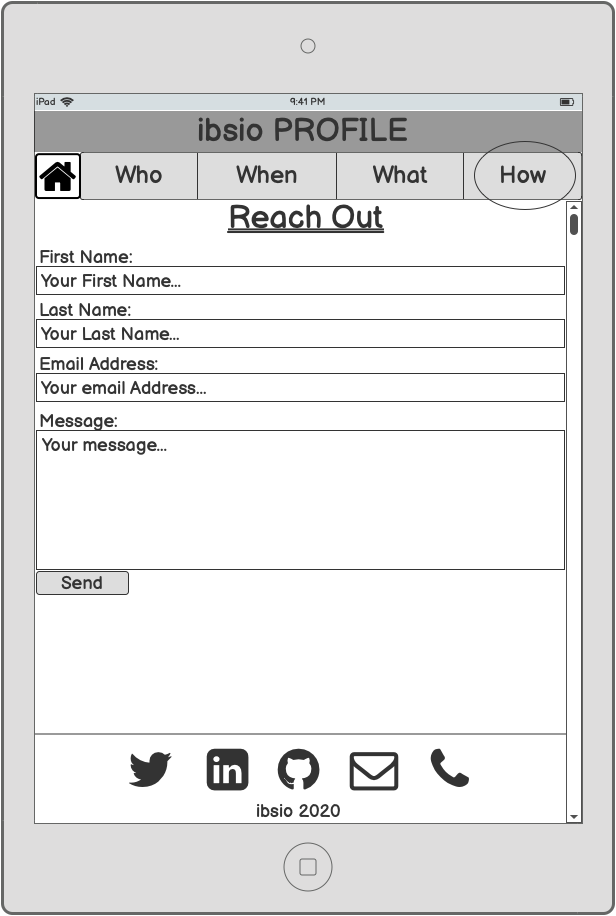 iPad 9:41 PM
ibsio PROFILE
Who When What How
Reach Out
First Name:
Your First Name...
Last Name:
Your Last Name...
Email Address:
Your email Address...
Message:
Your message...
Send
in
ibsio 2020